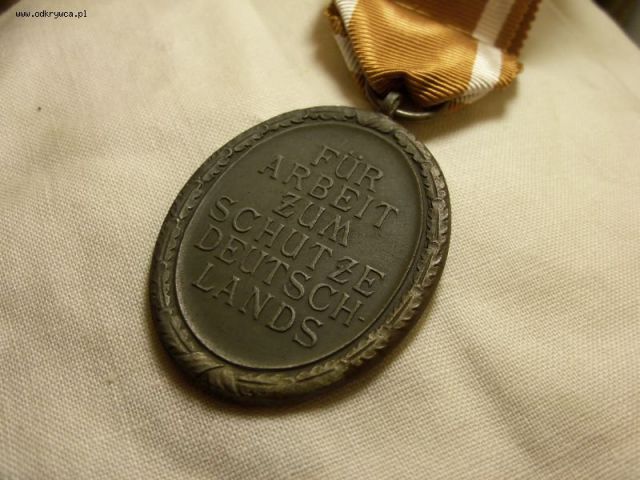 www.odkrywca.pl
FÜR
ARBEIT
ZUM
SCHUTZE
DEUTSCH-
LANDS